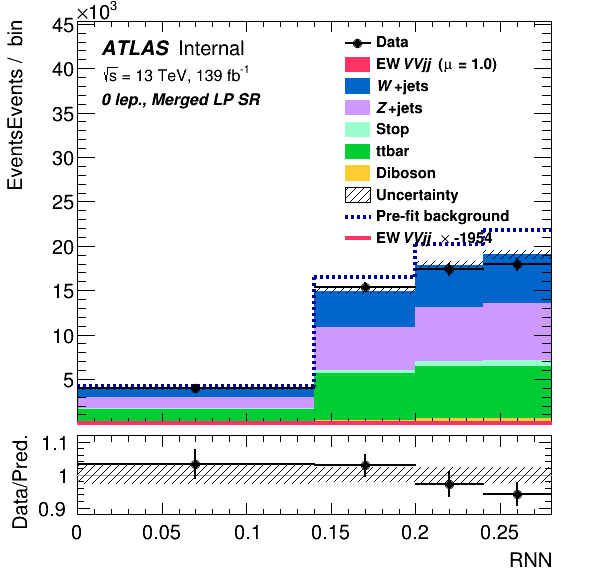 ×10³
EventsEvents / bin
45
40
35
30
25
20
15
10
5
ATLAS Internal
√s = 13 TeV, 139 fb⁻¹
0 lep., Merged LP SR
Data
EW VVjj (μ = 1.0)
W+jets
Z+jets
Stop
ttbar
Diboson
Uncertainty
Pre-fit background
EW VVjj × -1954
Data/Pred.
1.1
1
0.9
0 0.05 0.1 0.15 0.2 0.25
RNN